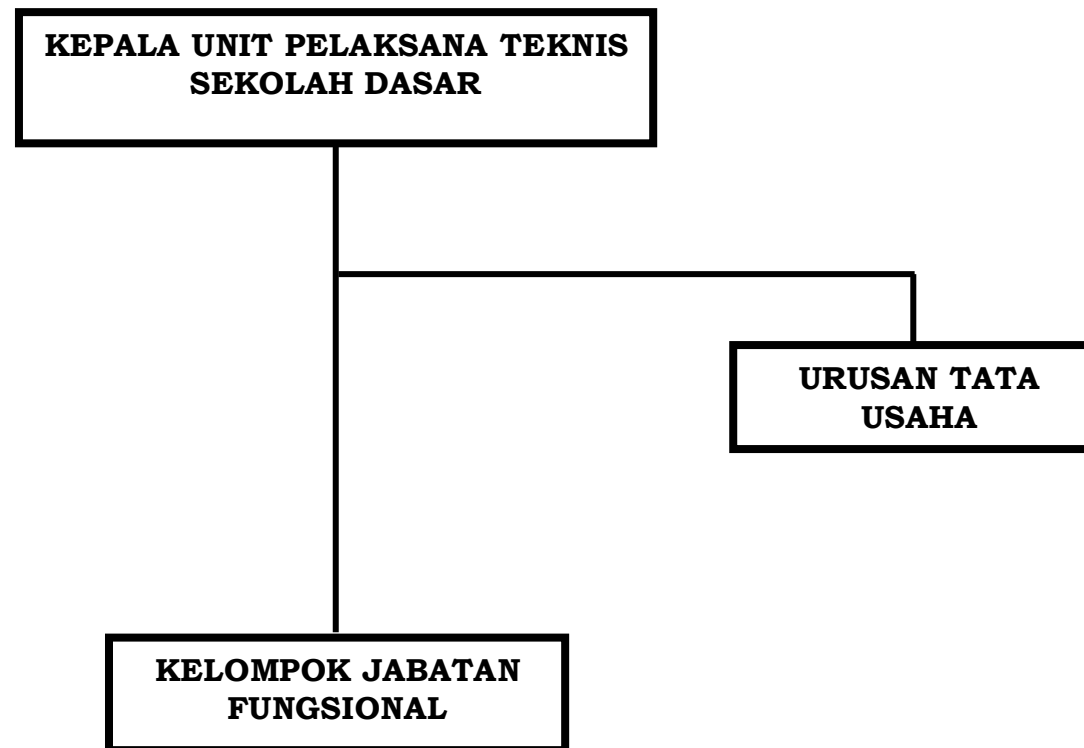 KEPALA UNIT PELAKSANA TEKNIS
SEKOLAH DASAR
URUSAN TATA
USAHA
KELOMPOK JABATAN
FUNGSIONAL